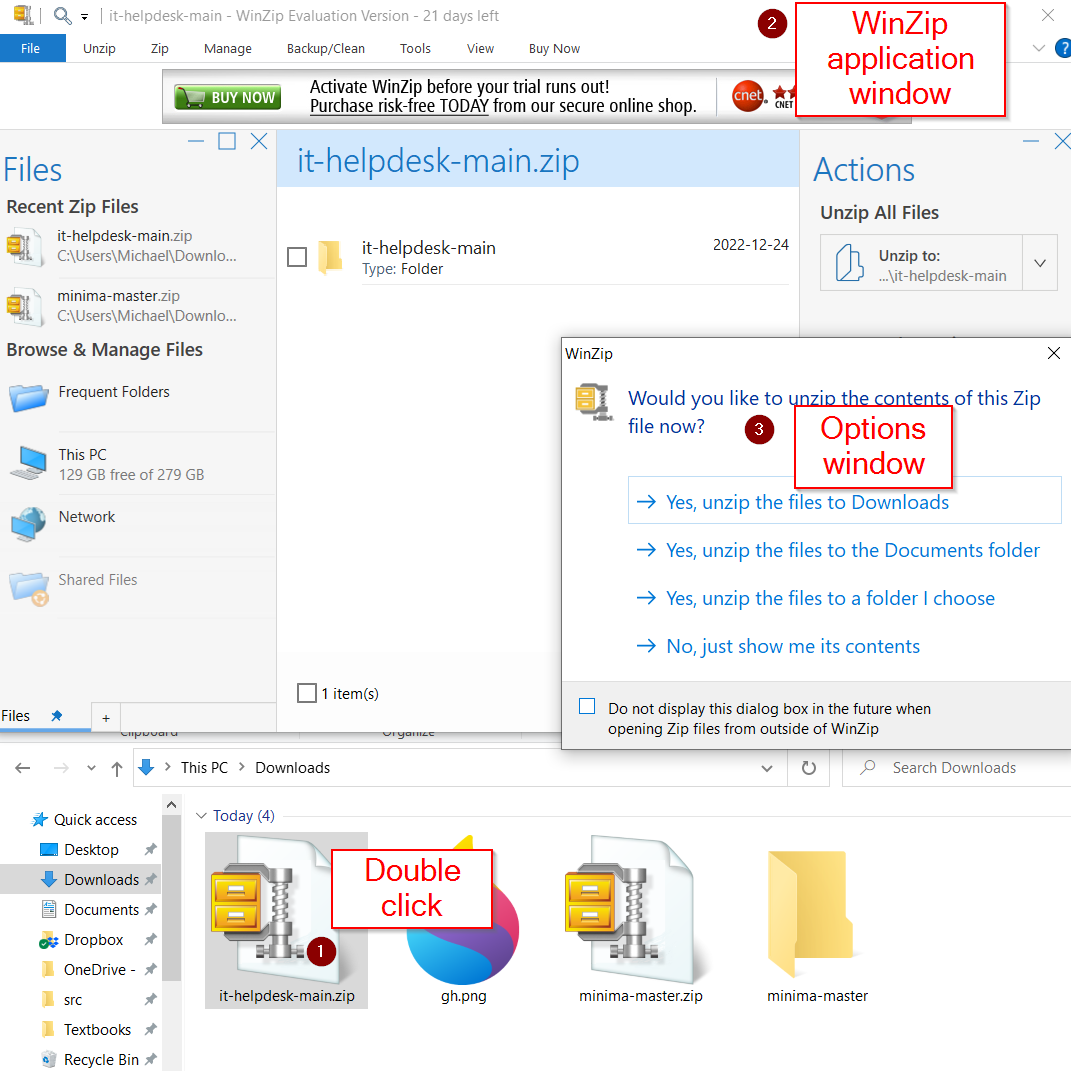 it-helpdesk-main - WinZip Evaluation Version - 21 days left
2
WinZip
application
window
File
Unzip
Zip
Manage
Backup/Clean
Tools
View
Buy Now
?
BUY NOW
Activate WinZip before your trial runs out!
Purchase risk-free TODAY from our secure online shop.
cnet
CNET
Files
Recent Zip Files
it-helpdesk-main.zip
C:\Users\Michael\Downlo...
minima-master.zip
C:\Users\Michael\Downlo...
Browse & Manage Files
Frequent Folders
This PC
129 GB free of 279 GB
Network
Shared Files
Files
+
it-helpdesk-main.zip
it-helpdesk-main
2022-12-24
Type: Folder
1 item(s)
Actions
Unzip All Files
Unzip to:
...\it-helpdesk-main
WinZip
Would you like to unzip the contents of this Zip
file now?
3
Options
window
Yes, unzip the files to Downloads
Yes, unzip the files to the Documents folder
Yes, unzip the files to a folder I choose
No, just show me its contents
Do not display this dialog box in the future when
opening Zip files from outside of WinZip
Clipboard
Organize
This PC
Downloads
Search Downloads
Quick access
Desktop
Downloads
Documents
Dropbox
OneDrive -
src
Textbooks
Recycle Bin
Today (4)
Double
click
1
it-helpdesk-main.zip
gh.png
minima-master.zip
minima-master